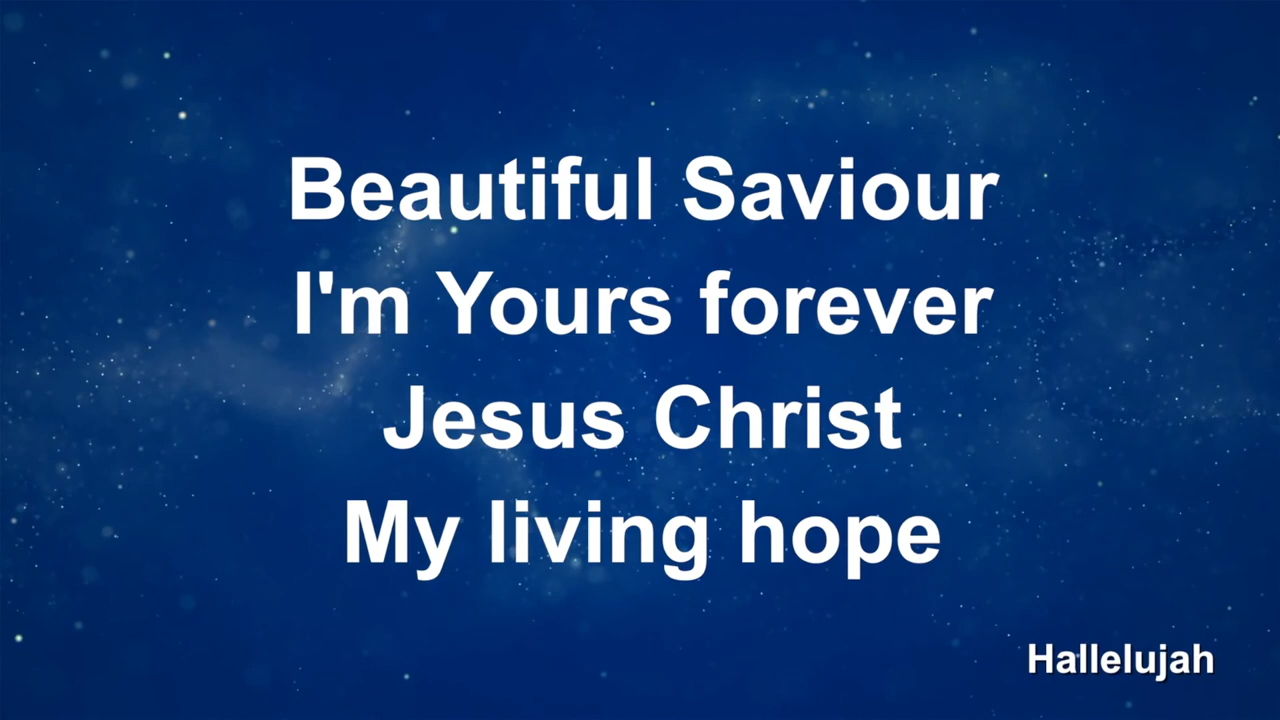 Beautiful Saviour
I'm Yours forever
Jesus Christ
My living hope
Hallelujah